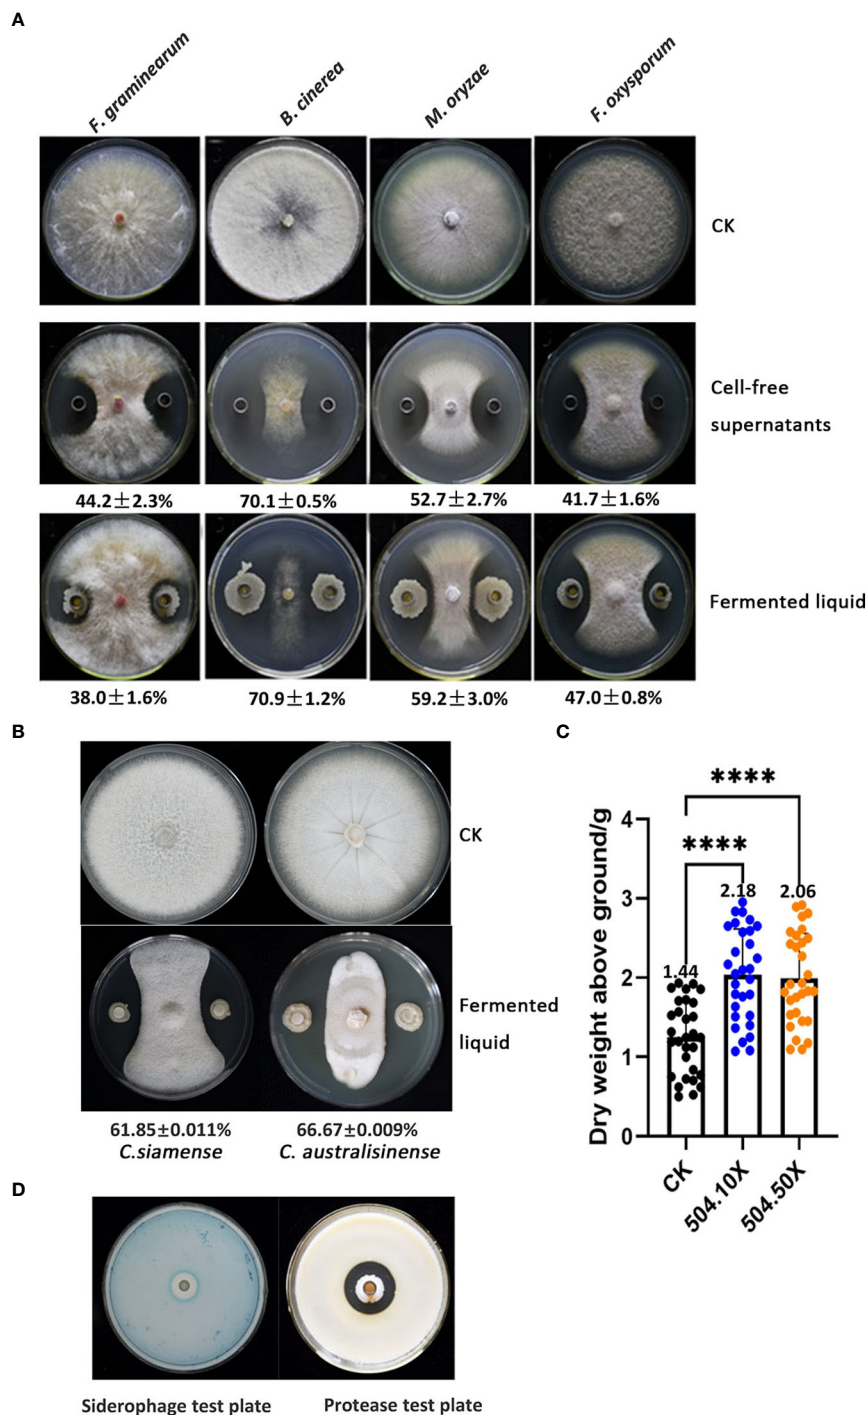 A
F. graminearum
B. cinerea
M. oryzae
F. oxysporum
CK
Cell-free
supernatants
44.2±2.3%
70.1±0.5%
52.7±2.7%
41.7±1.6%
Fermented liquid
38.0±1.6%
70.9±1.2%
59.2±3.0%
47.0±0.8%
B
CK
Fermented
liquid
61.85±0.011%
66.67±0.009%
C.siamense
C. australisinense
C
Dry weight above ground/g
4
3
2
1
0
****
****
1.44
2.18
2.06
CK
504.10X
504.50X
D
Siderophage test plate
Protease test plate